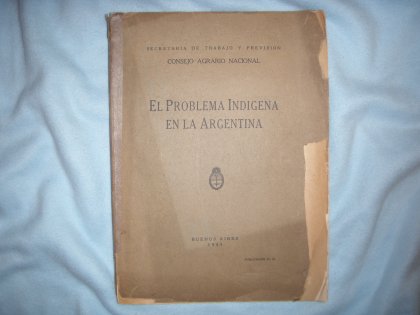 SECRETARIA DE TRABAJO Y PREVISION
CONSEJO AGRARIO NACIONAL
EL PROBLEMA INDIGENA
EN LA ARGENTINA
BUENOS AIRES